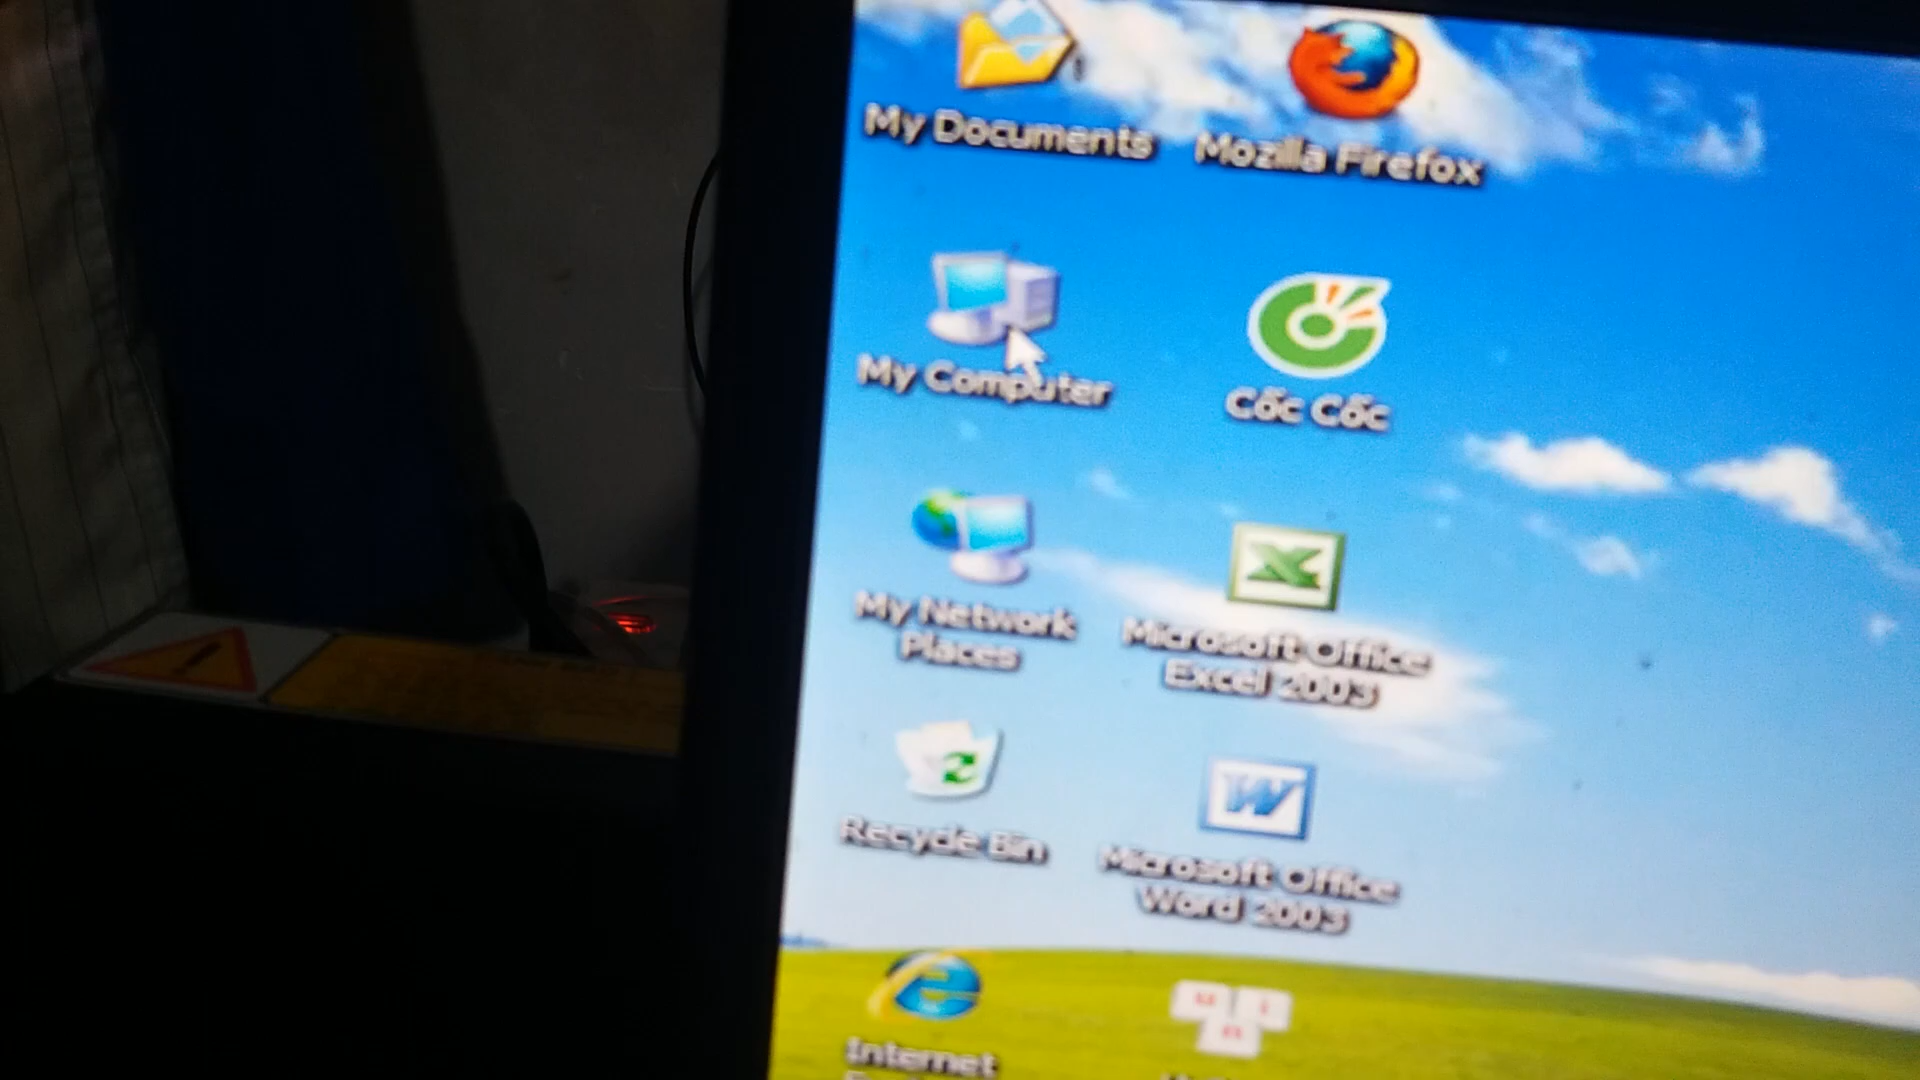 My Documents
Mozilla Firefox
My Computer
Cốc Cốc
My Network
Places
Microsoft Office
Excel 2003
Recycle Bin
Microsoft Office
Word 2003
Internet